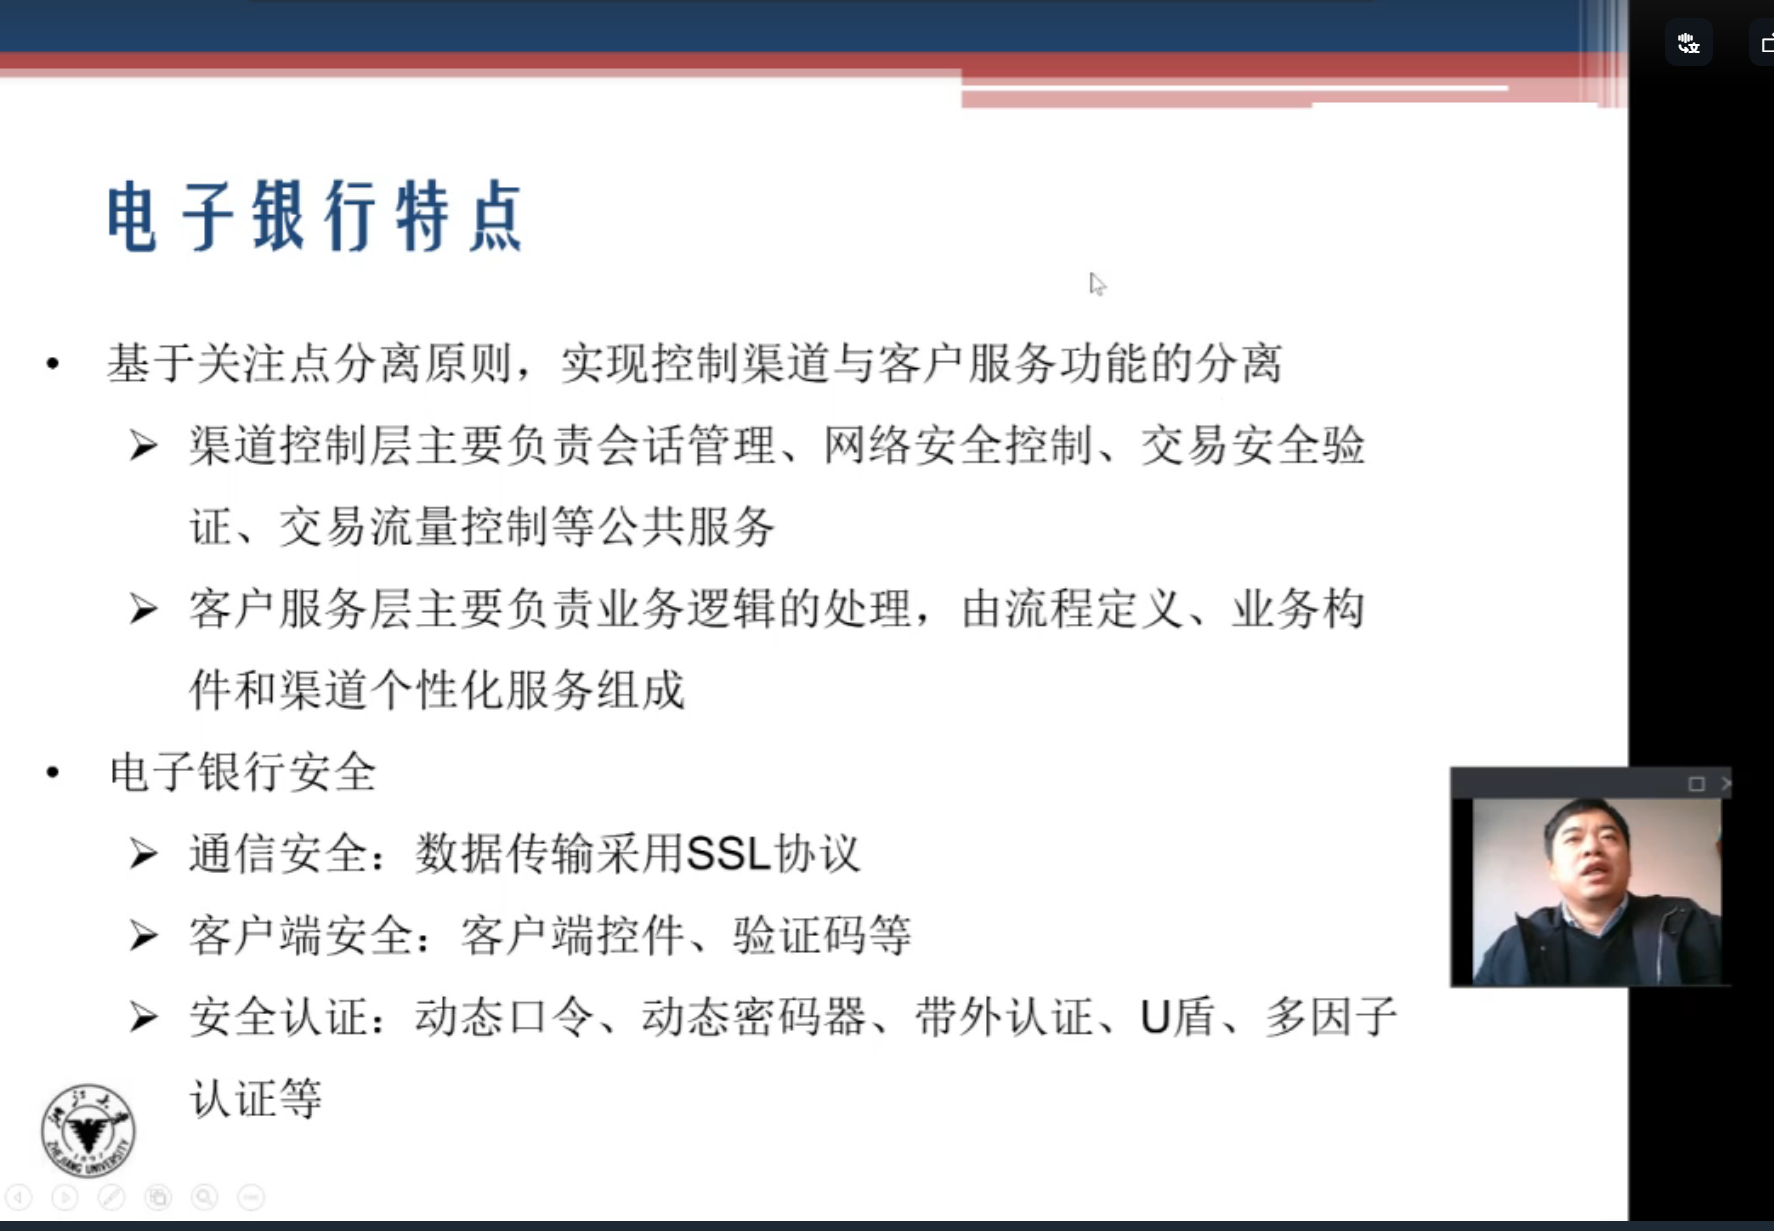 电子银行特点
• 基于关注点分离原则，实现控制渠道与客户服务功能的分离
➢ 渠道控制层主要负责会话管理、网络安全控制、交易安全验
证、交易流量控制等公共服务
➢ 客户服务层主要负责业务逻辑的处理，由流程定义、业务构
件和渠道个性化服务组成
• 电子银行安全
➢ 通信安全：数据传输采用SSL协议
➢ 客户端安全：客户端控件、验证码等
➢ 安全认证：动态口令、动态密码器、带外认证、U盾、多因子
认证等
浙江大学
1897
ZHEJIANG UNIVERSITY